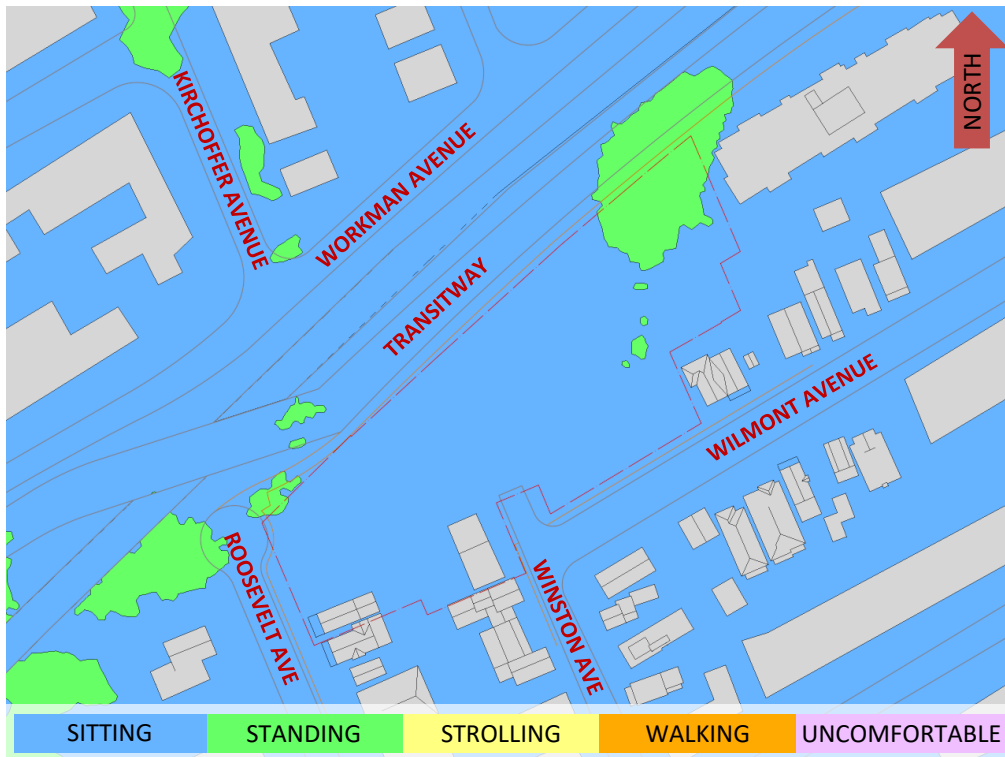 NORTH
KIRCHOFFER AVENUE
WORKMAN AVENUE
TRANSITWAY
WILMONT AVENUE
ROOSEVELT AVE
WINSTON AVE
SITTING STANDING STROLLING WALKING UNCOMFORTABLE